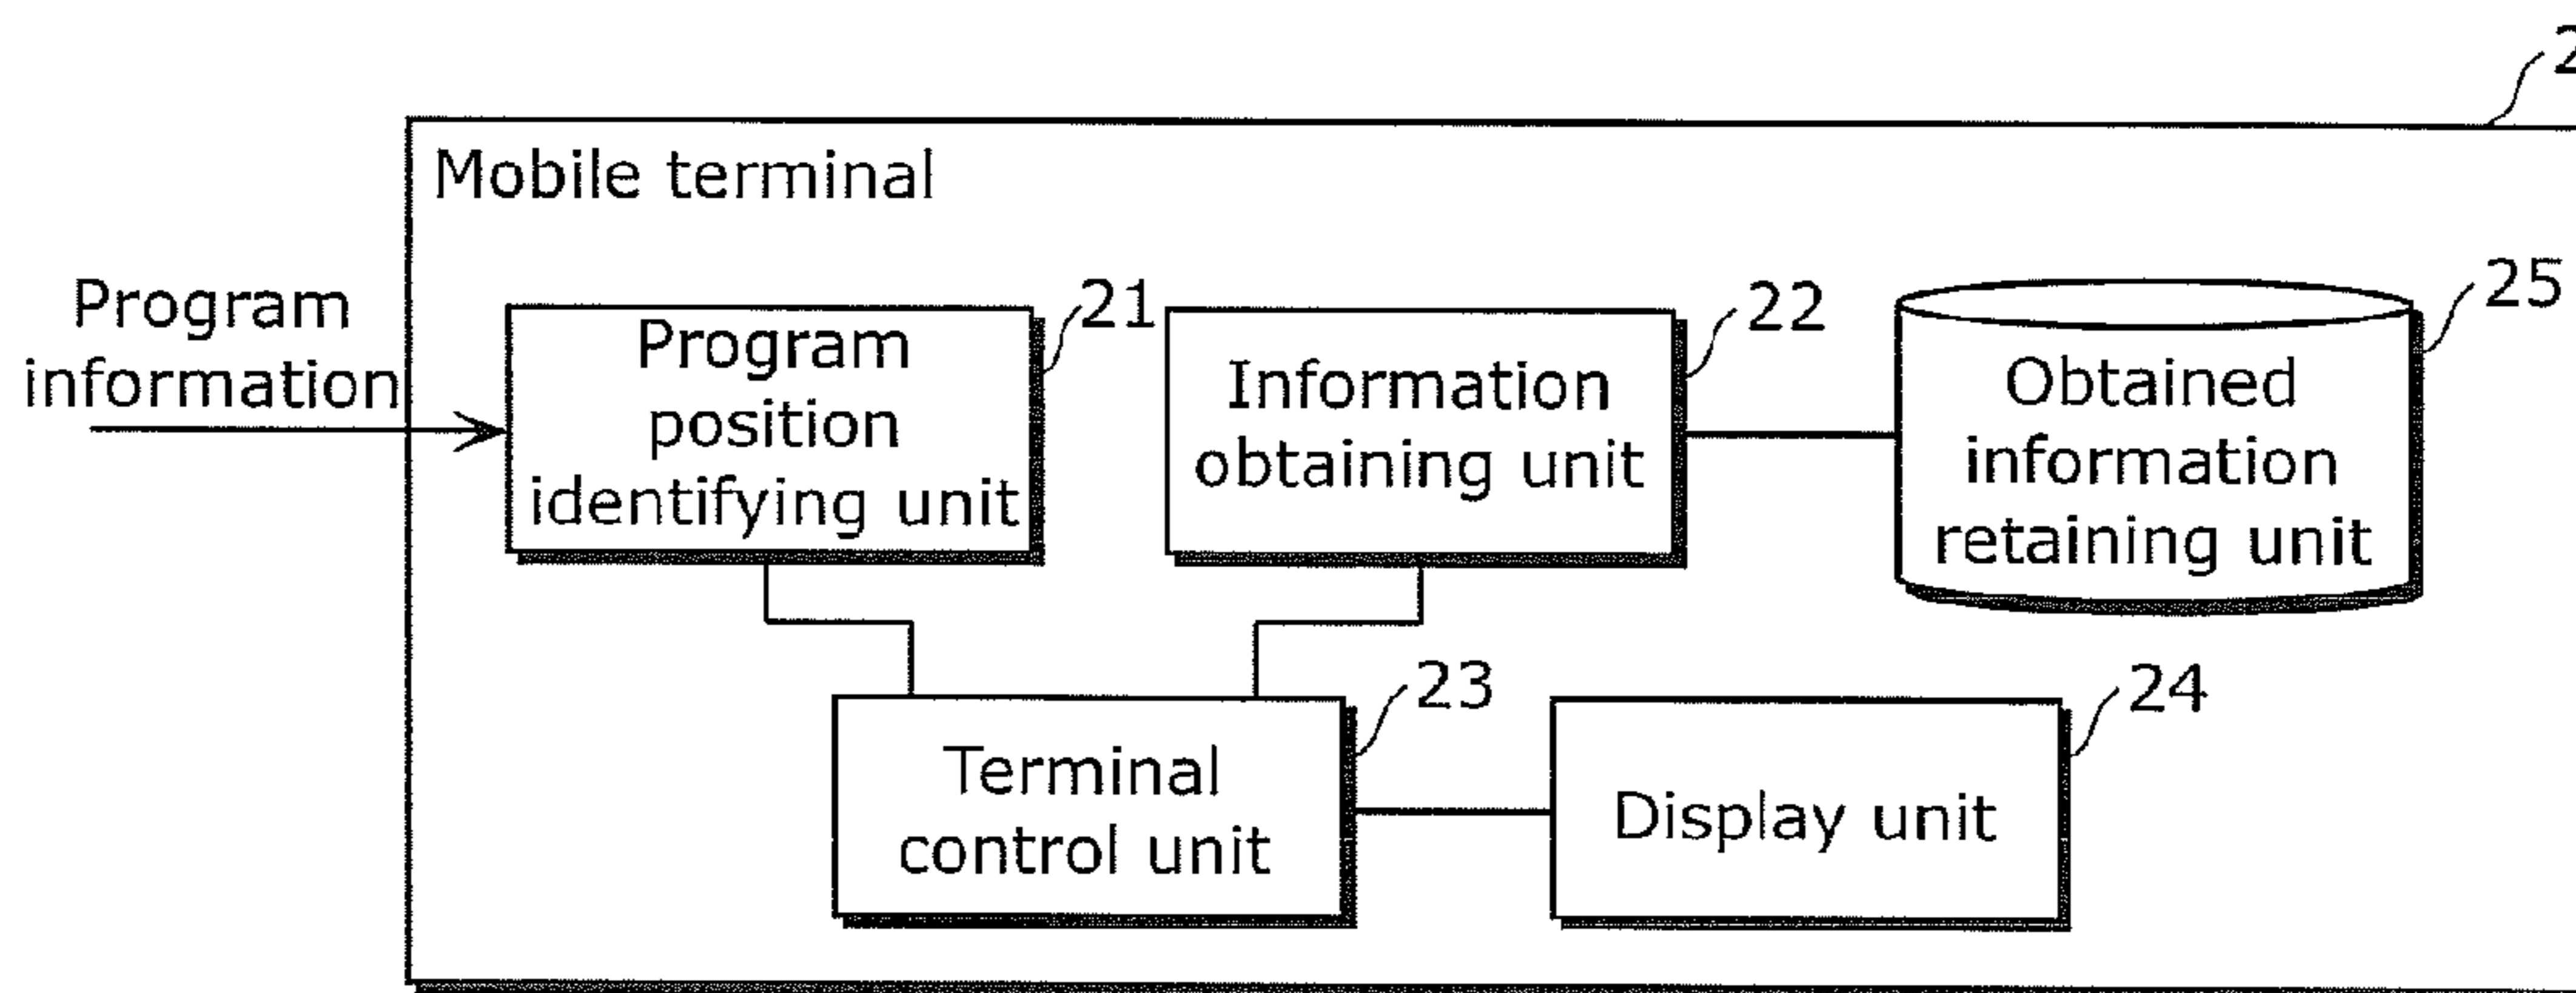 2
Mobile terminal
Program
information
21
Program
position
identifying unit
22
Information
obtaining unit
25
Obtained
information
retaining unit
23
Terminal
control unit
24
Display unit